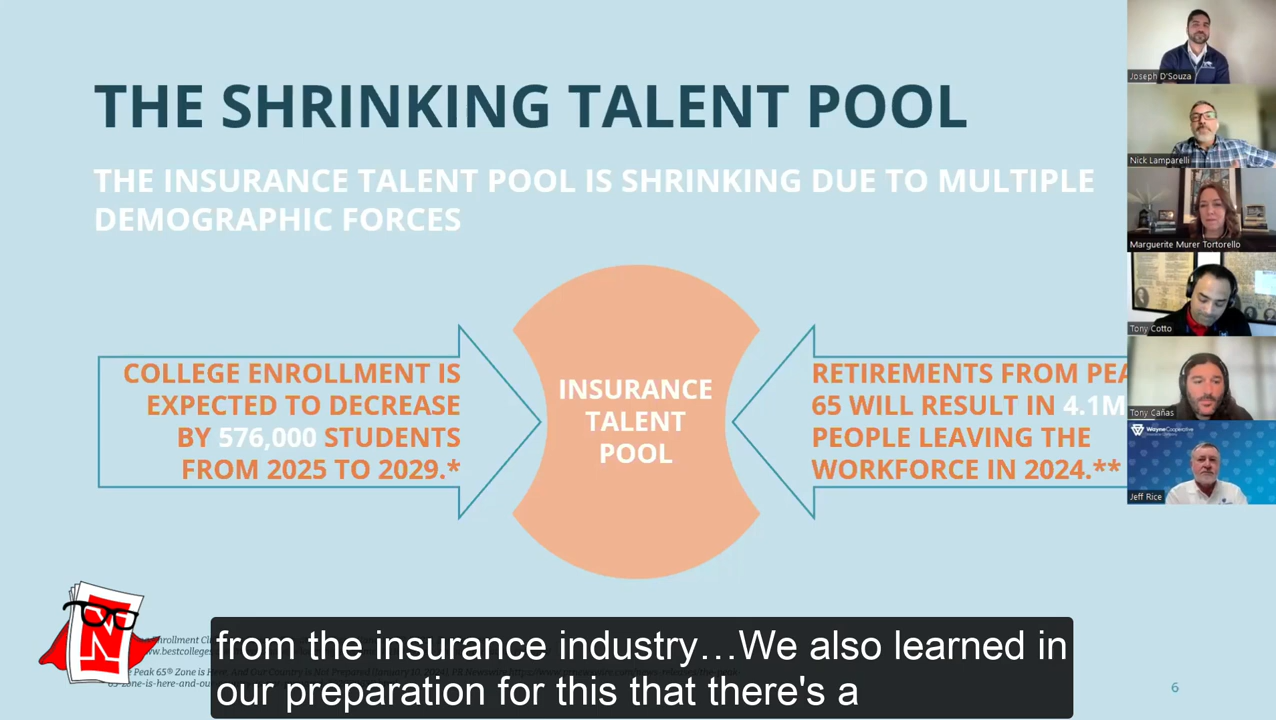 THE SHRINKING TALENT POOL
THE INSURANCE TALENT POOL IS SHRINKING DUE TO MULTIPLE
DEMOGRAPHIC FORCES
COLLEGE ENROLLMENT IS
EXPECTED TO DECREASE
BY 576,000 STUDENTS
FROM 2025 TO 2029.*
INSURANCE
TALENT
POOL
RETIREMENTS FROM
65 WILL RESULT IN 4.1M
PEOPLE LEAVING THE
WORKFORCE IN 2024.**
Joseph D'Souza
Nick Lamparelli
Marguerite Murer Tortorello
Tony Cotto
Tony Cañas
WayneCooperative
Jeff Rice
N
from the insurance industry…We also learned in
our preparation for this that there's a
6